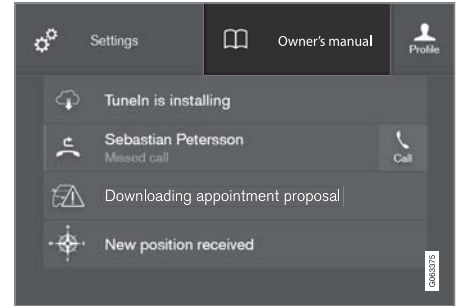 Settings
Owner's manual
Profile
TuneIn is installing
Sebastian Petersson
Missed call
Call
Downloading appointment proposal
New position received
G063375